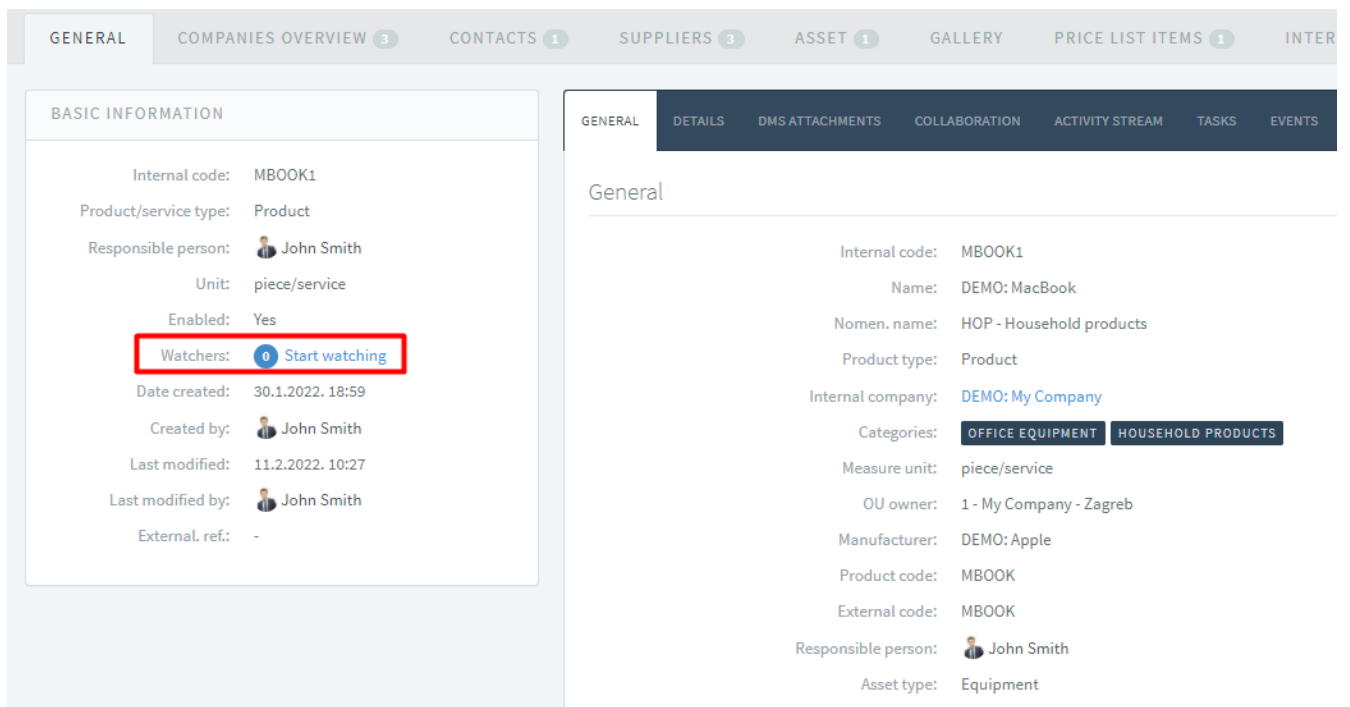 GENERAL COMPANIES OVERVIEW 3 CONTACTS 1 SUPPLIERS 3 ASSET 1 GALLERY PRICE LIST ITEMS 1 INTER
BASIC INFORMATION
Internal code: MBOOK1
Product/service type: Product
Responsible person: John Smith
Unit: piece/service
Enabled: Yes
Watchers: 0 Start watching
Date created: 30.1.2022. 18:59
Created by: John Smith
Last modified: 11.2.2022. 10:27
Last modified by: John Smith
External. ref.: -
GENERAL DETAILS DMS ATTACHMENTS COLLABORATION ACTIVITY STREAM TASKS EVENTS
General
Internal code: MBOOK1
Name: DEMO: MacBook
Nomen. name: HOP - Household products
Product type: Product
Internal company: DEMO: My Company
Categories: OFFICE EQUIPMENT HOUSEHOLD PRODUCTS
Measure unit: piece/service
OU owner: 1 - My Company - Zagreb
Manufacturer: DEMO: Apple
Product code: MBOOK
External code: MBOOK
Responsible person: John Smith
Asset type: Equipment